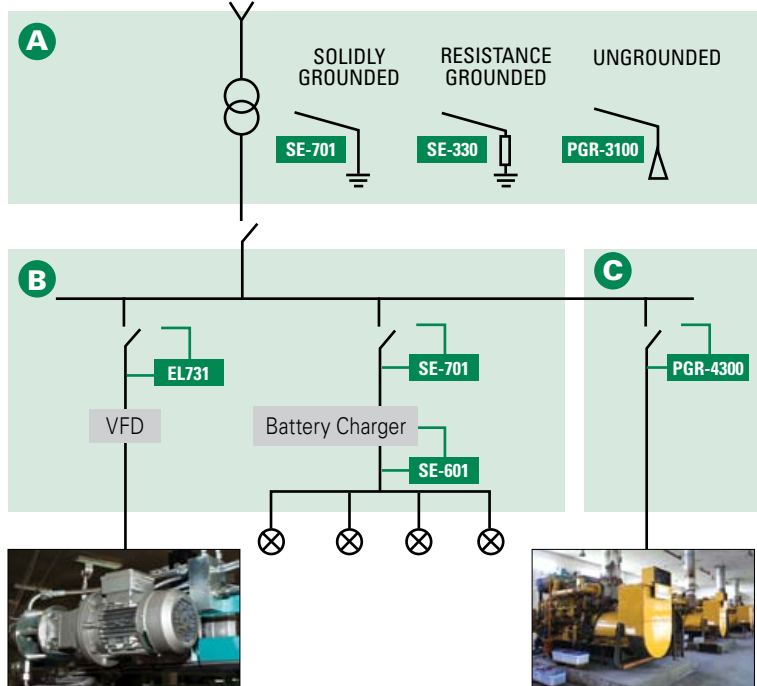 A
SOLIDLY
GROUNDED
RESISTANCE
GROUNDED
UNGROUNDED
SE-701
SE-330
PGR-3100
B
C
EL731
SE-701
PGR-4300
VFD
Battery Charger
SE-601